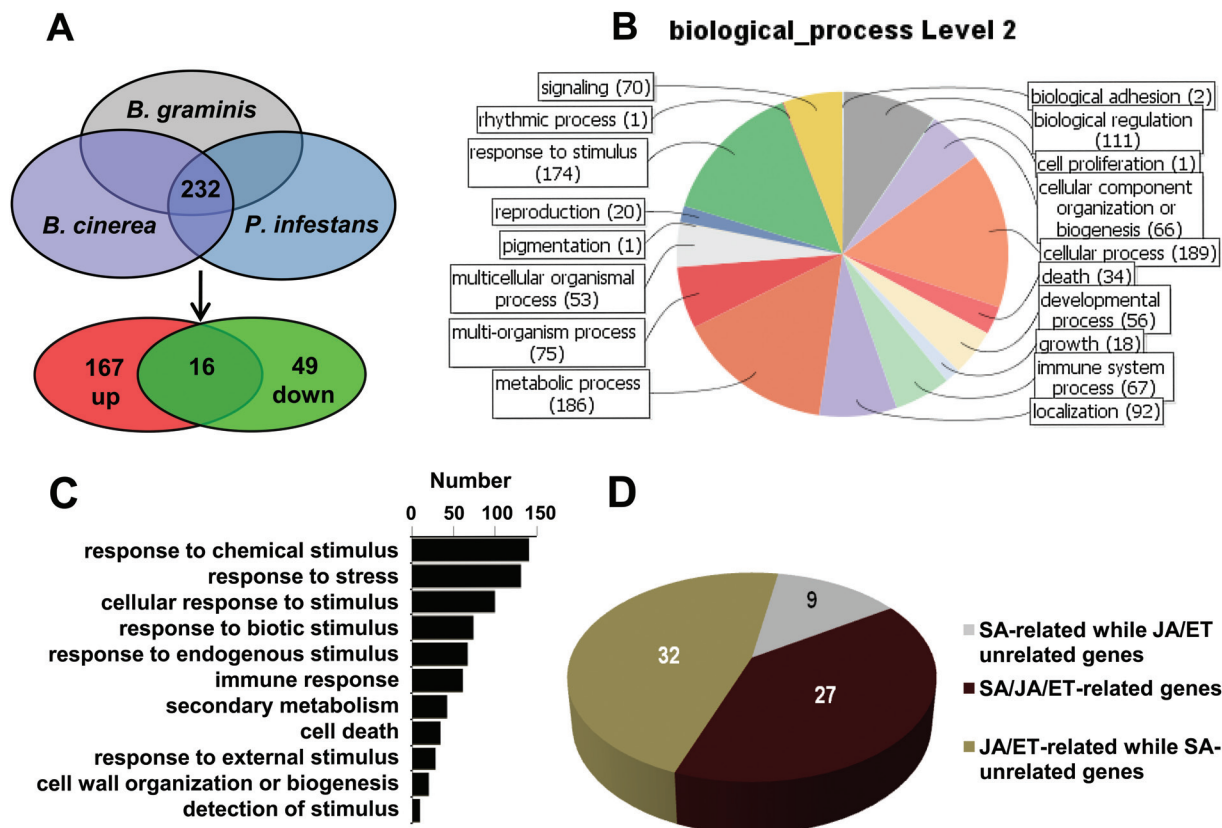 A
B. graminis
B. cinerea
232
P. infestans
167
up
16
49
down
B biological_process Level 2
signaling (70)
rhythmic process (1)
response to stimulus
(174)
reproduction (20)
pigmentation (1)
multicellular organismal
process (53)
multi-organism process
(75)
metabolic process
(186)
biological adhesion (2)
biological regulation
(111)
cell proliferation (1)
cellular component
organization or
biogenesis (66)
cellular process (189)
death (34)
developmental
process (56)
growth (18)
immune system
process (67)
localization (92)
C
Number
0 50 100 150
response to chemical stimulus
response to stress
cellular response to stimulus
response to biotic stimulus
response to endogenous stimulus
immune response
secondary metabolism
cell death
response to external stimulus
cell wall organization or biogenesis
detection of stimulus
D
9
32
27
SA-related while JA/ET
unrelated genes
SA/JA/ET-related genes
JA/ET-related while SA-
unrelated genes